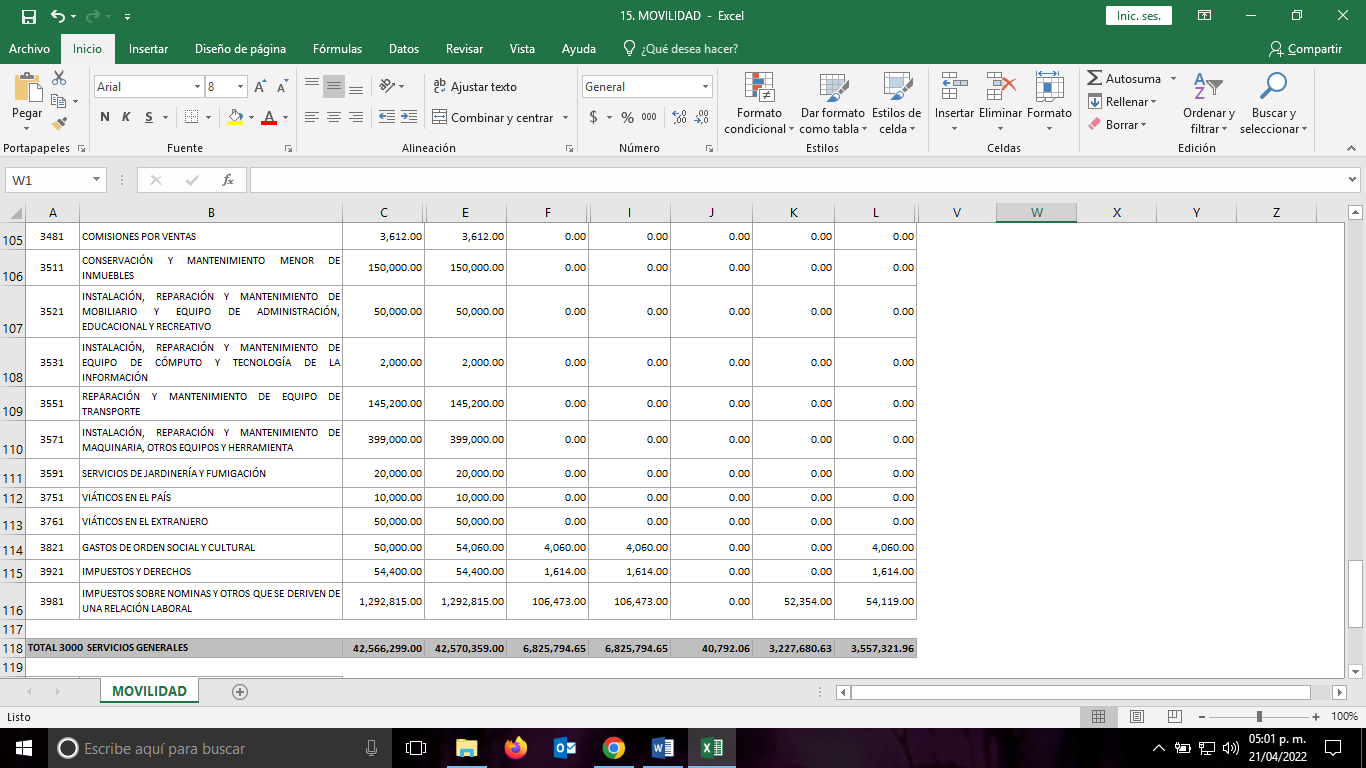 15. MOVILIDAD - Excel
Inic. ses.
Archivo Inicio Insertar Diseño de página Fórmulas Datos Revisar Vista Ayuda ¿Qué desea hacer? Compartir
Pegar
Arial 8
Ajustar texto
General
Formato condicional
Dar formato como tabla
Estilos de celda
Insertar Eliminar Formato
Autosuma
Rellenar
Borrar
Ordenar y filtrar
Buscar y seleccionar
N K S
Combinar y centrar
$ % 000
Portapapeles Fuente Alineación Número Estilos Celdas Edición
W1 fx
A B C E F I J K L V W X Y Z
105 3481 COMISIONES POR VENTAS 3,612.00 3,612.00 0.00 0.00 0.00 0.00 0.00
106 3511 CONSERVACIÓN Y MANTENIMIENTO MENOR DE
INMUEBLES 150,000.00 150,000.00 0.00 0.00 0.00 0.00 0.00
107 3521 INSTALACIÓN, REPARACIÓN Y MANTENIMIENTO DE
MOBILIARIO Y EQUIPO DE ADMINISTRACIÓN,
EDUCACIONAL Y RECREATIVO 50,000.00 50,000.00 0.00 0.00 0.00 0.00 0.00
108 3531 INSTALACIÓN, REPARACIÓN Y MANTENIMIENTO DE
EQUIPO DE CÓMPUTO Y TECNOLOGÍA DE LA
INFORMACIÓN 2,000.00 2,000.00 0.00 0.00 0.00 0.00 0.00
109 3551 REPARACIÓN Y MANTENIMIENTO DE EQUIPO DE
TRANSPORTE 145,200.00 145,200.00 0.00 0.00 0.00 0.00 0.00
110 3571 INSTALACIÓN, REPARACIÓN Y MANTENIMIENTO DE
MAQUINARIA, OTROS EQUIPOS Y HERRAMIENTA 399,000.00 399,000.00 0.00 0.00 0.00 0.00 0.00
111 3591 SERVICIOS DE JARDINERÍA Y FUMIGACIÓN 20,000.00 20,000.00 0.00 0.00 0.00 0.00 0.00
112 3751 VIÁTICOS EN EL PAÍS 10,000.00 10,000.00 0.00 0.00 0.00 0.00 0.00
113 3761 VIÁTICOS EN EL EXTRANJERO 50,000.00 50,000.00 0.00 0.00 0.00 0.00 0.00
114 3821 GASTOS DE ORDEN SOCIAL Y CULTURAL 50,000.00 54,060.00 4,060.00 4,060.00 0.00 0.00 4,060.00
115 3921 IMPUESTOS Y DERECHOS 54,400.00 54,400.00 1,614.00 1,614.00 0.00 0.00 1,614.00
116 3981 IMPUESTOS SOBRE NOMINAS Y OTROS QUE SE DERIVEN DE
UNA RELACIÓN LABORAL 1,292,815.00 1,292,815.00 106,473.00 106,473.00 0.00 52,354.00 54,119.00
117
118 TOTAL 3000 SERVICIOS GENERALES 42,566,299.00 42,570,359.00 6,825,794.65 6,825,794.65 40,792.06 3,227,680.63 3,557,321.96
119
MOVILIDAD
Listo 100%
Escribe aquí para buscar
05:01 p. m.
21/04/2022